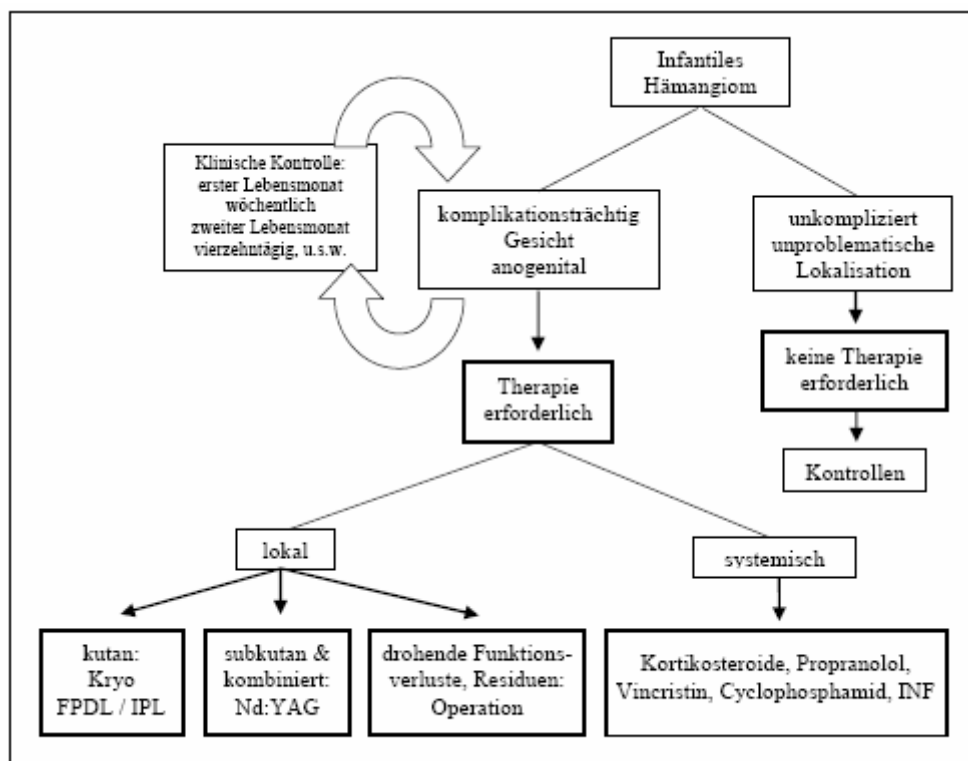 Infantiles
Hämangiom
Klinische Kontrolle:
erster Lebensmonat
wöchentlich
zweiter Lebensmonat
vierzehntägig, u.s.w.
komplikationsträchtig
Gesicht
anogenital
unkompliziert
unproblematische
Lokalisation
Therapie
erforderlich
keine Therapie
erforderlich
Kontrollen
lokal
systemisch
kutan:
Kryo
FPDL / IPL
subkutan &
kombiniert:
Nd:YAG
drohende Funktions-
verluste, Residuen:
Operation
Kortikosteroide, Propranolol,
Vincristin, Cyclophosphamid, INF